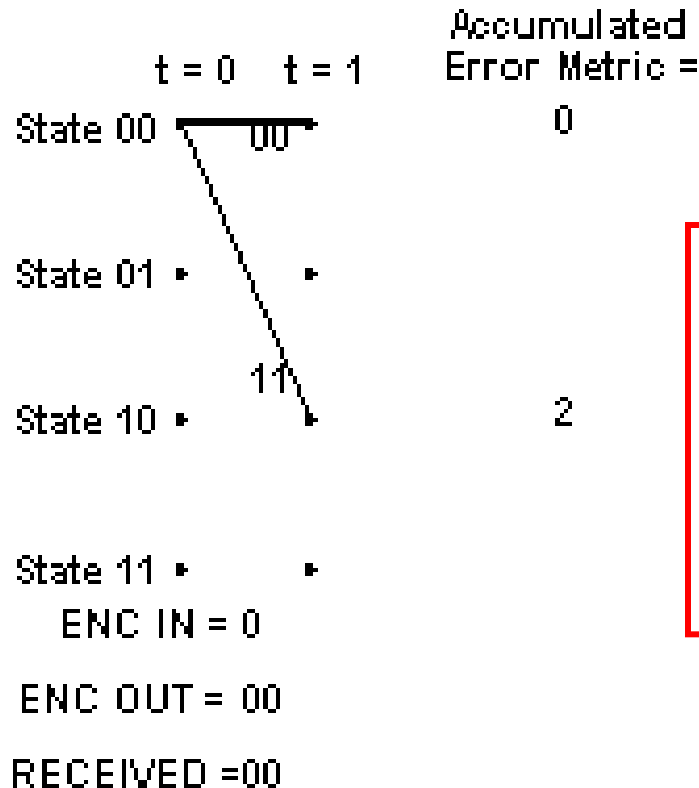 Accumulated
t = 0 t = 1 Error Metric =
State 00 00 0
State 01
11
State 10 2
State 11
ENC IN = 0
ENC OUT = 00
RECEIVED =00